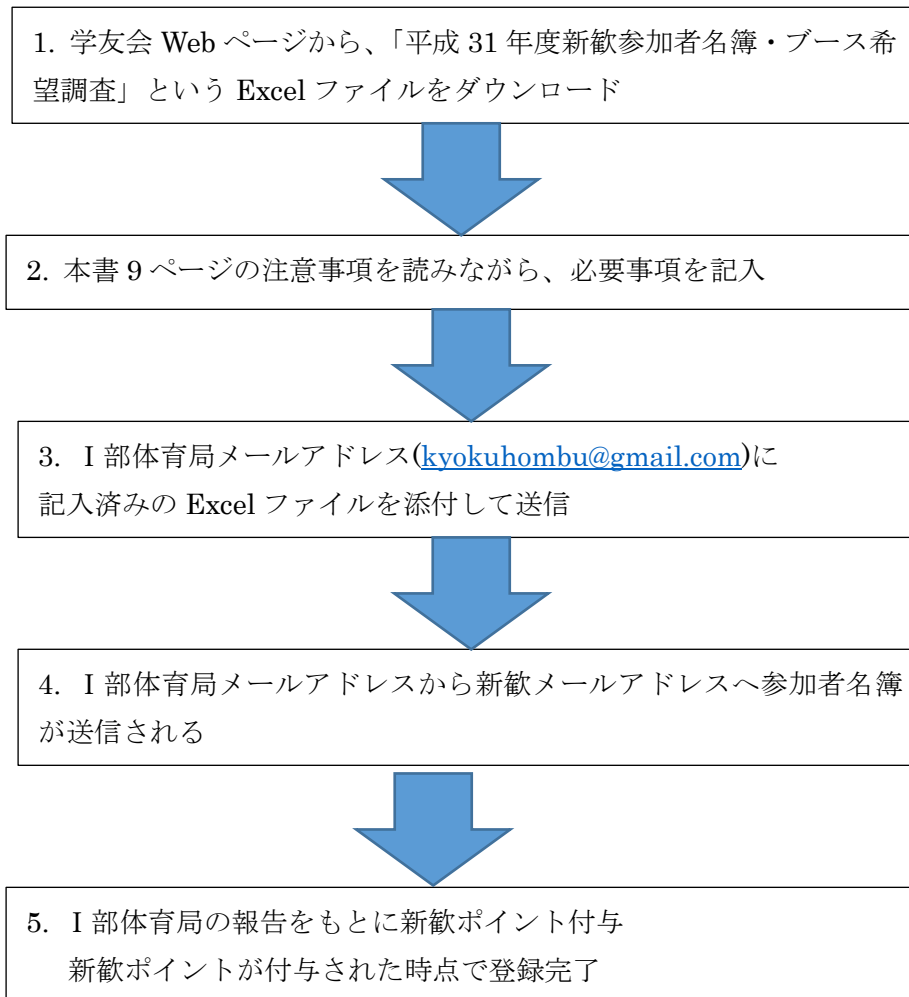 1. 学友会 Web ページから、「平成 31 年度新歓参加者名簿・ブース希
望調査」という Excel ファイルをダウンロード
2. 本書 9 ページの注意事項を読みながら、必要事項を記入
3. Ⅰ部体育局メールアドレス(kyokuhombu@gmail.com)に
記入済みの Excel ファイルを添付して送信
4. Ⅰ部体育局メールアドレスから新歓メールアドレスへ参加者名簿
が送信される
5. Ⅰ部体育局の報告をもとに新歓ポイント付与
新歓ポイントが付与された時点で登録完了